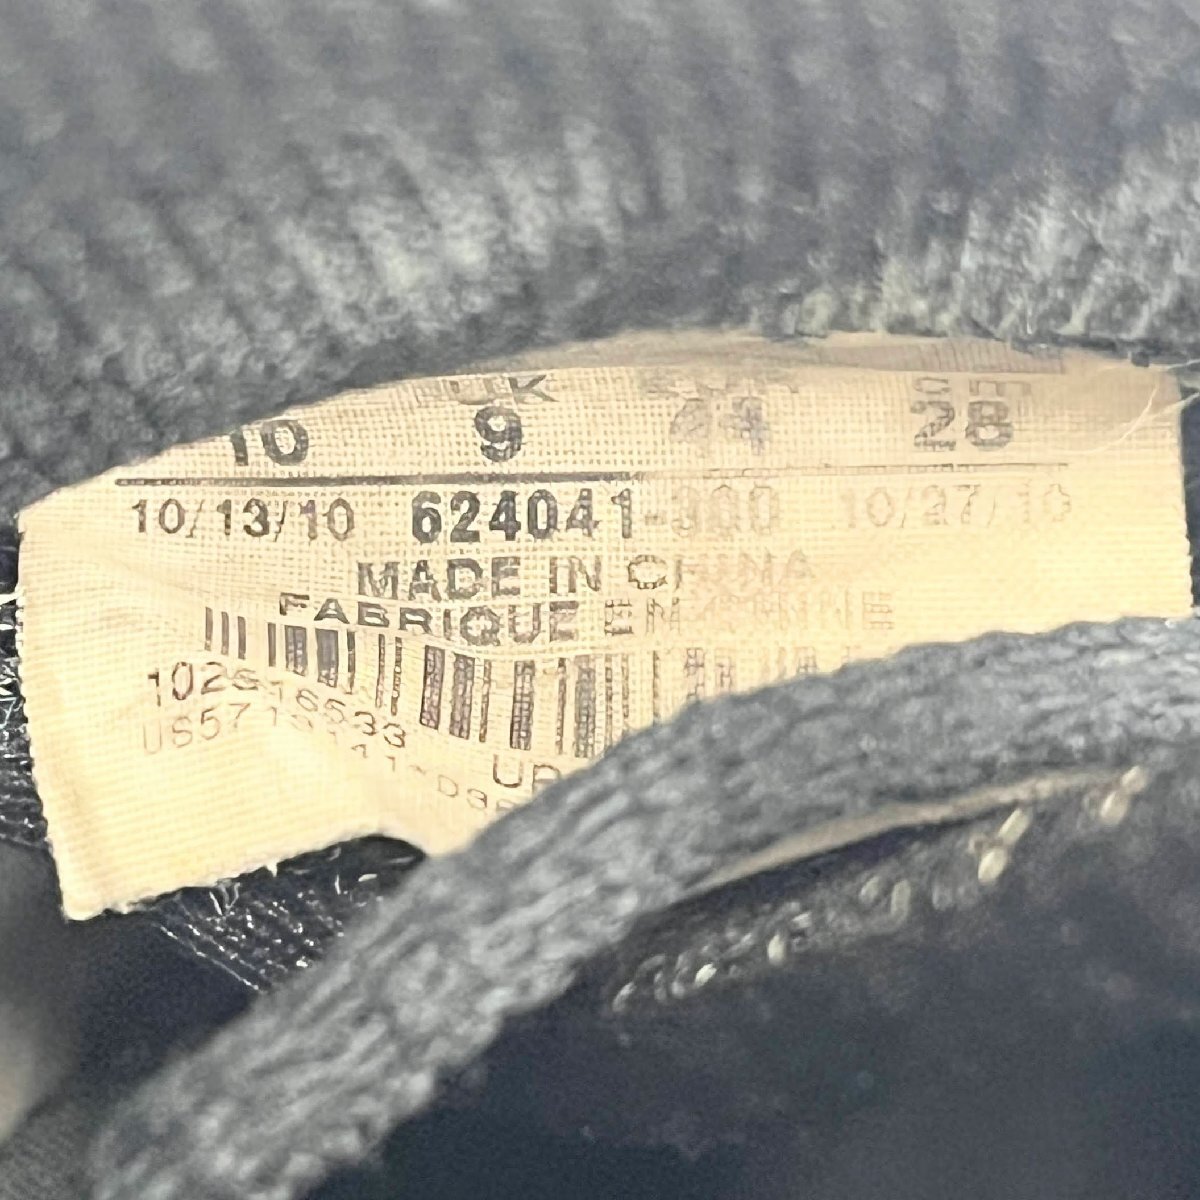 UK
10 9 44 28
10/13/10 624041-300 10/27/10
MADE IN CHINA
FABRIQUE EN CHINE
102616533